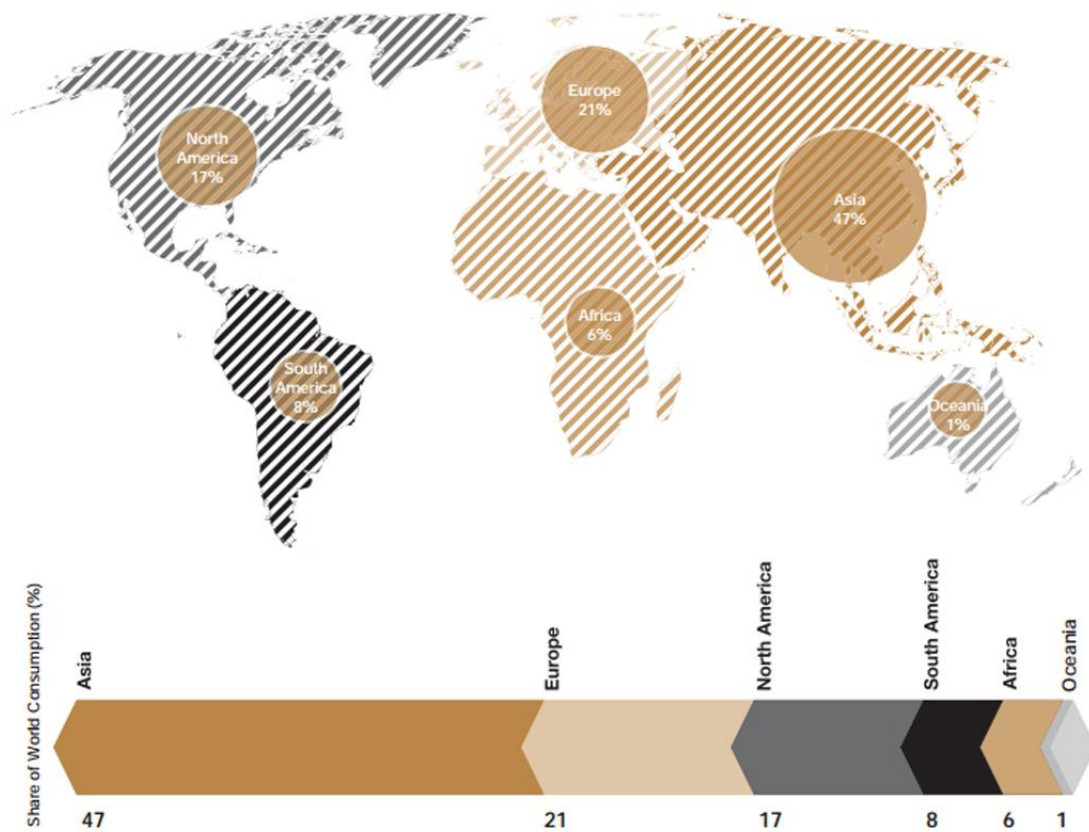 Europe
21%
North
America
17%
Asia
47%
Africa
6%
South
America
8%
Oceania
1%
Share of World Consumption (%)
Asia
Europe
North America
South America
Africa
Oceania
47
21
17
8
6
1